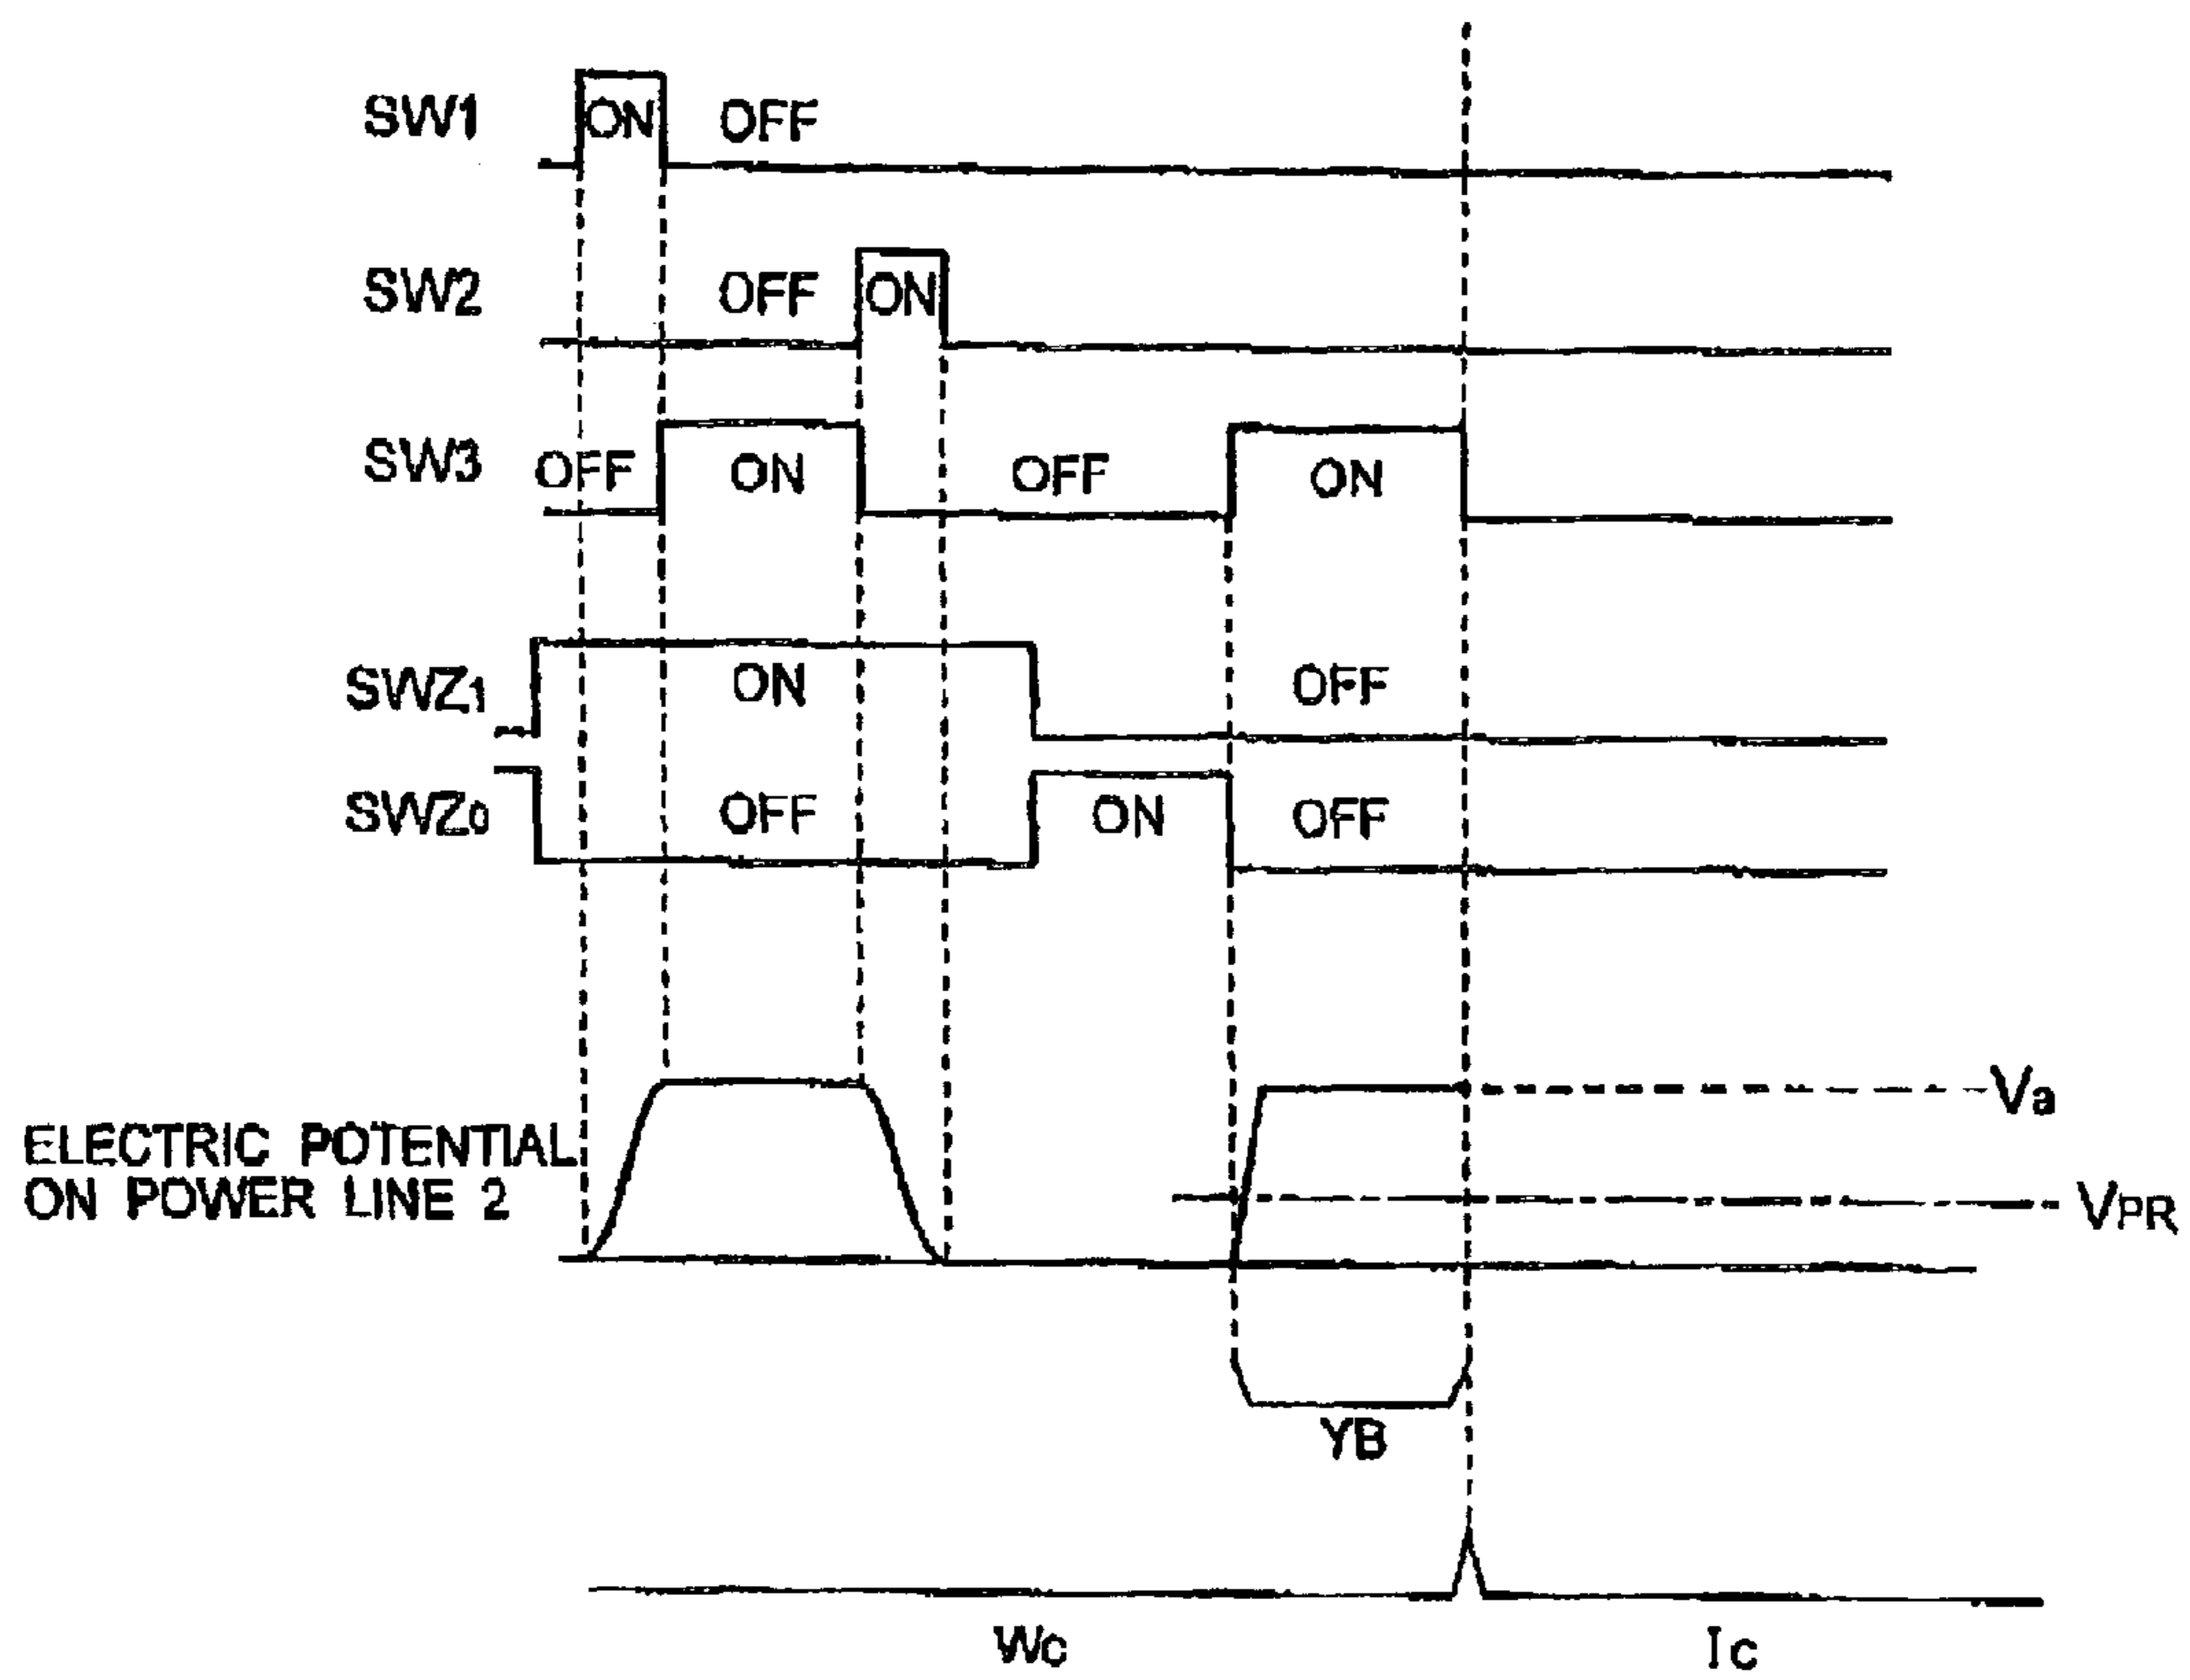 SW1 ON OFF
SW2 OFF ON
SW3 OFF ON OFF ON
SWZ1 ON OFF
SWZ0 OFF ON OFF
Va
ELECTRIC POTENTIAL
ON POWER LINE 2
VPR
YB
Wc Ic